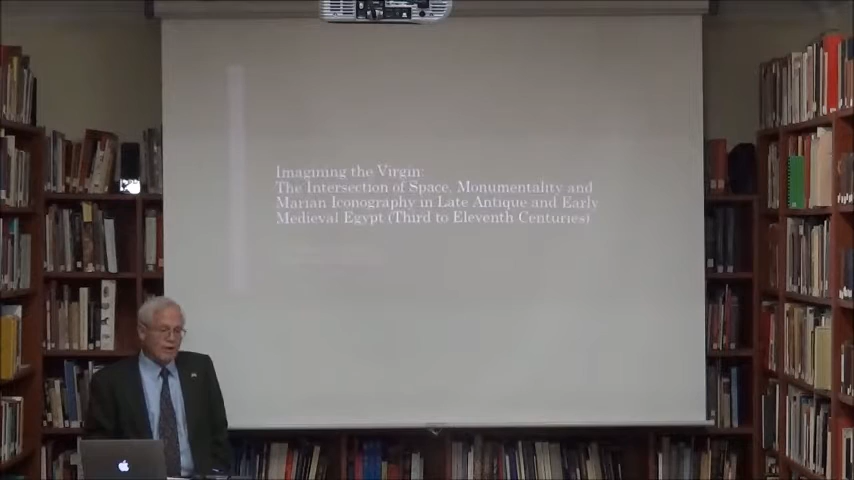 Imagining the Virgin:
The Intersection of Space, Monumentality and
Marian Iconography in Late Antique and Early
Medieval Egypt (Third to Eleventh Centuries)